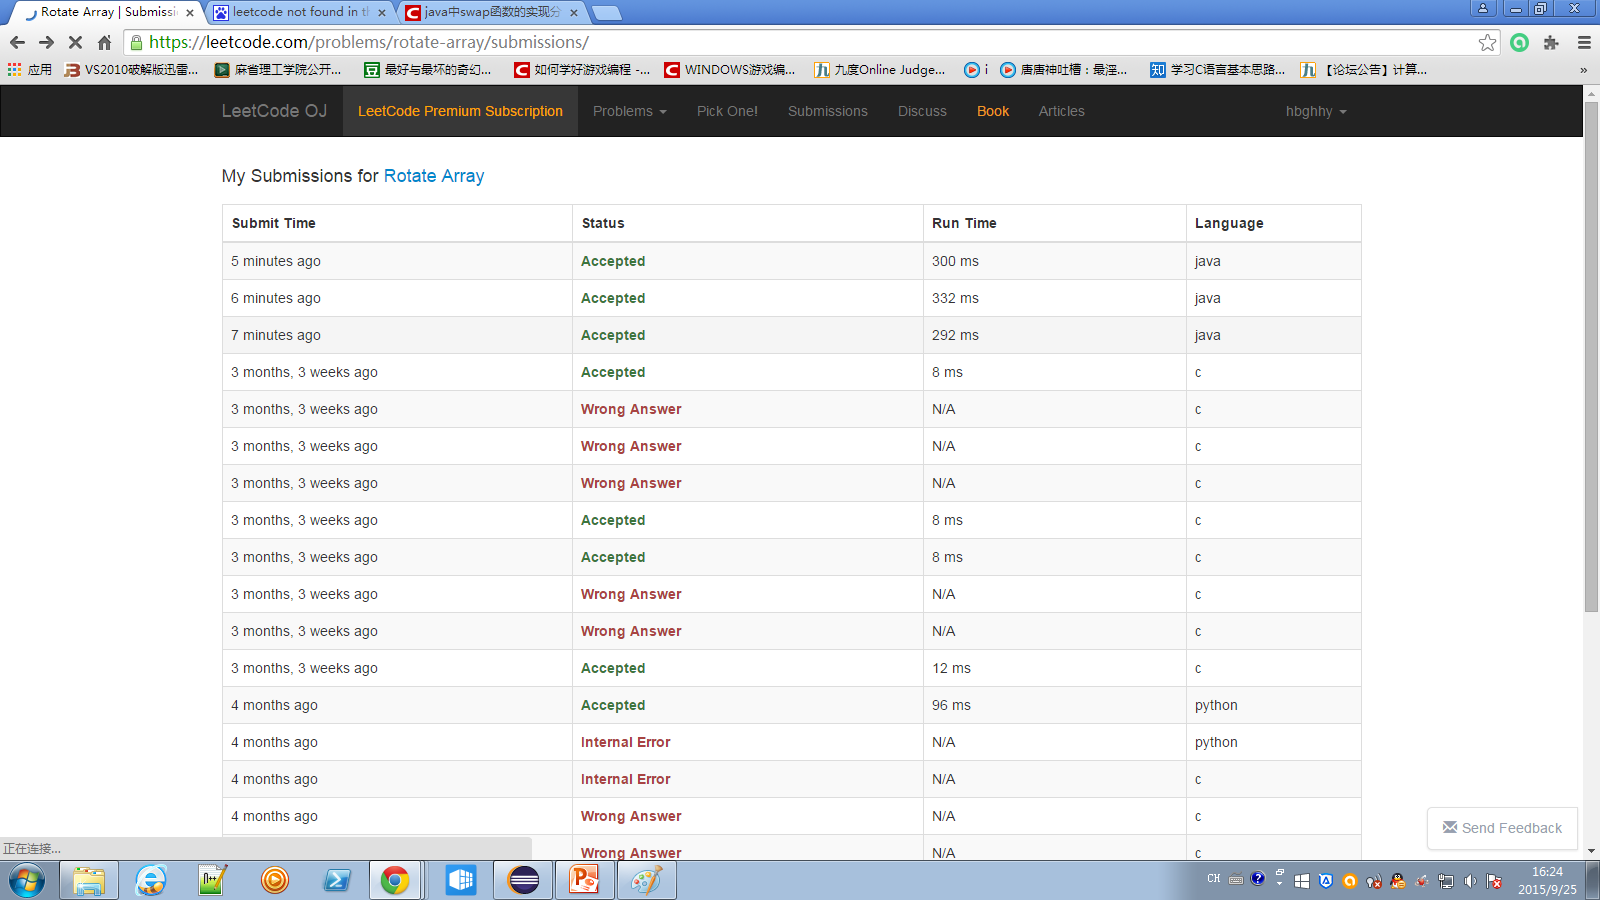 Rotate Array | Submissi
leetcode not found in th
java中swap函数的实现分
https://leetcode.com/problems/rotate-array/submissions/
应用
VS2010破解版迅雷...
麻省理工学院公开...
最好与最坏的奇幻...
如何学好游戏编程 -...
WINDOWS游戏编...
九度Online Judge...
i
唐唐神吐槽：最淫...
学习C语言基本思路...
【论坛公告】计算...
»
LeetCode OJ LeetCode Premium Subscription Problems Pick One! Submissions Discuss Book Articles hbghhy
My Submissions for Rotate Array
Submit Time Status Run Time Language
5 minutes ago Accepted 300 ms java
6 minutes ago Accepted 332 ms java
7 minutes ago Accepted 292 ms java
3 months, 3 weeks ago Accepted 8 ms c
3 months, 3 weeks ago Wrong Answer N/A c
3 months, 3 weeks ago Wrong Answer N/A c
3 months, 3 weeks ago Wrong Answer N/A c
3 months, 3 weeks ago Accepted 8 ms c
3 months, 3 weeks ago Accepted 8 ms c
3 months, 3 weeks ago Wrong Answer N/A c
3 months, 3 weeks ago Wrong Answer N/A c
3 months, 3 weeks ago Accepted 12 ms c
4 months ago Accepted 96 ms python
4 months ago Internal Error N/A python
4 months ago Internal Error N/A c
4 months ago Wrong Answer N/A c
Wrong Answer N/A c
Send Feedback
正在连接...
CH
16:24
2015/9/25